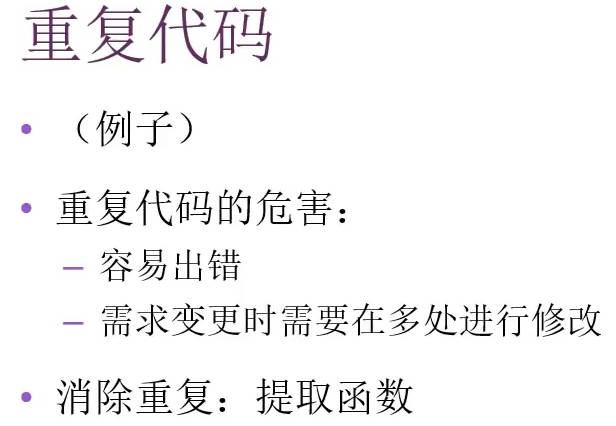 重复代码
• （例子）
• 重复代码的危害：
– 容易出错
– 需求变更时需要在多处进行修改
• 消除重复：提取函数